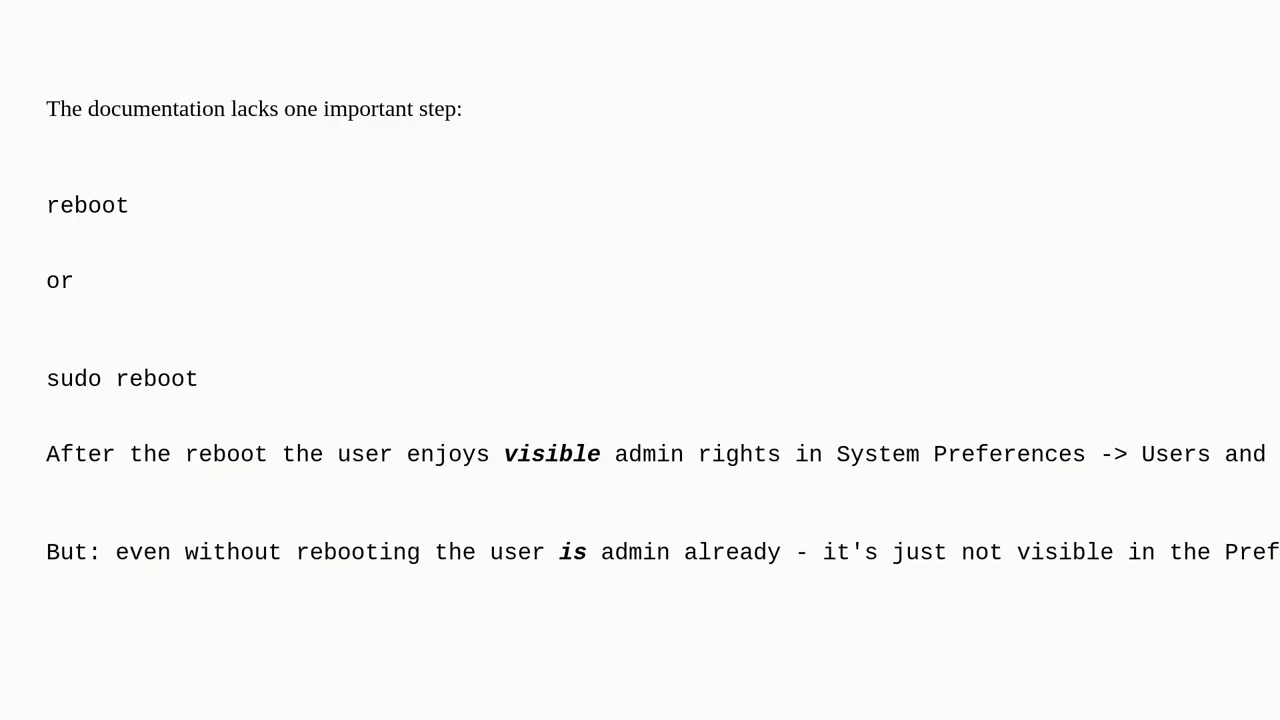 The documentation lacks one important step:
reboot
or
sudo reboot
After the reboot the user enjoys visible admin rights in System Preferences -> Users and
But: even without rebooting the user is admin already - it's just not visible in the Pref